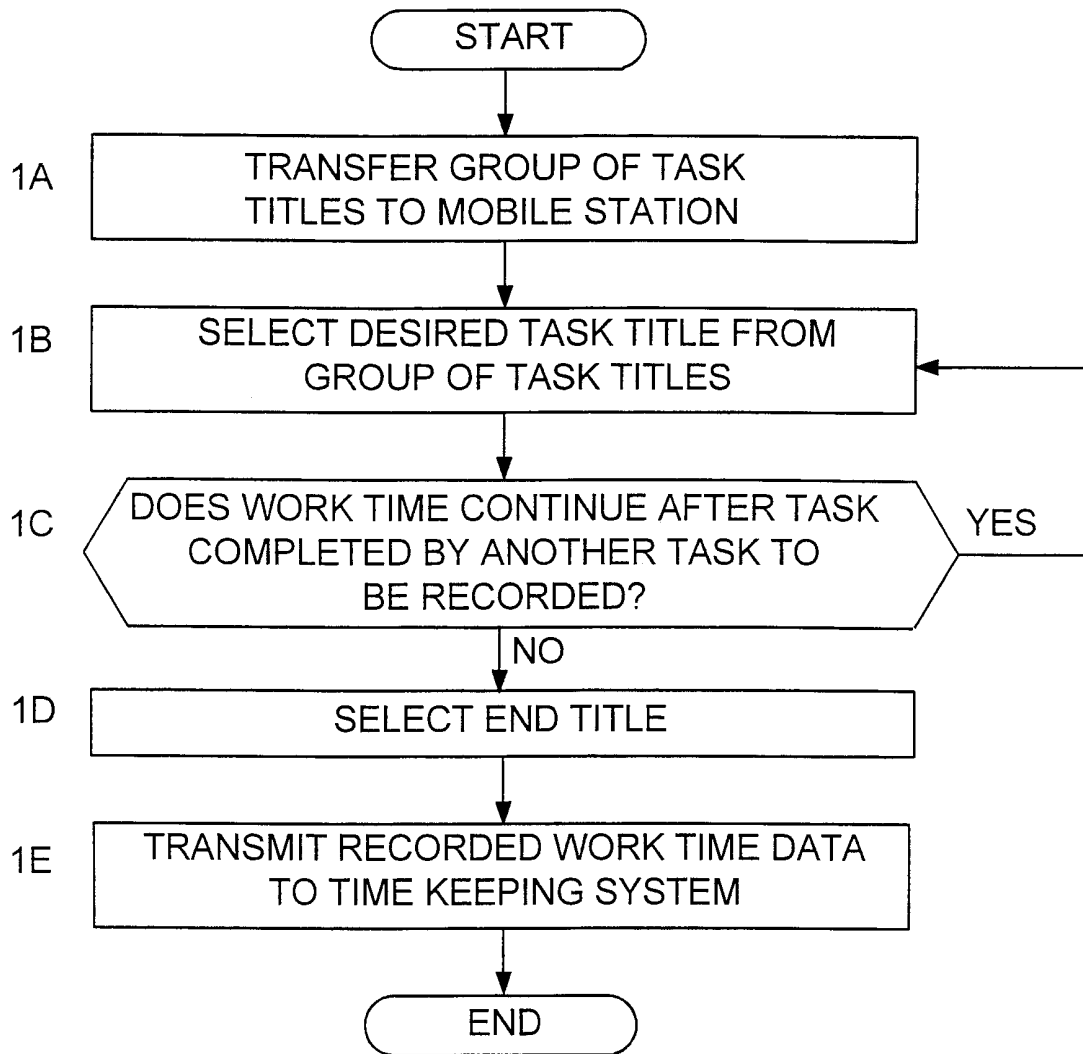 START
1A
TRANSFER GROUP OF TASK
TITLES TO MOBILE STATION
1B
SELECT DESIRED TASK TITLE FROM
GROUP OF TASK TITLES
1C
DOES WORK TIME CONTINUE AFTER TASK
COMPLETED BY ANOTHER TASK TO
BE RECORDED?
YES
NO
1D
SELECT END TITLE
1E
TRANSMIT RECORDED WORK TIME DATA
TO TIME KEEPING SYSTEM
END